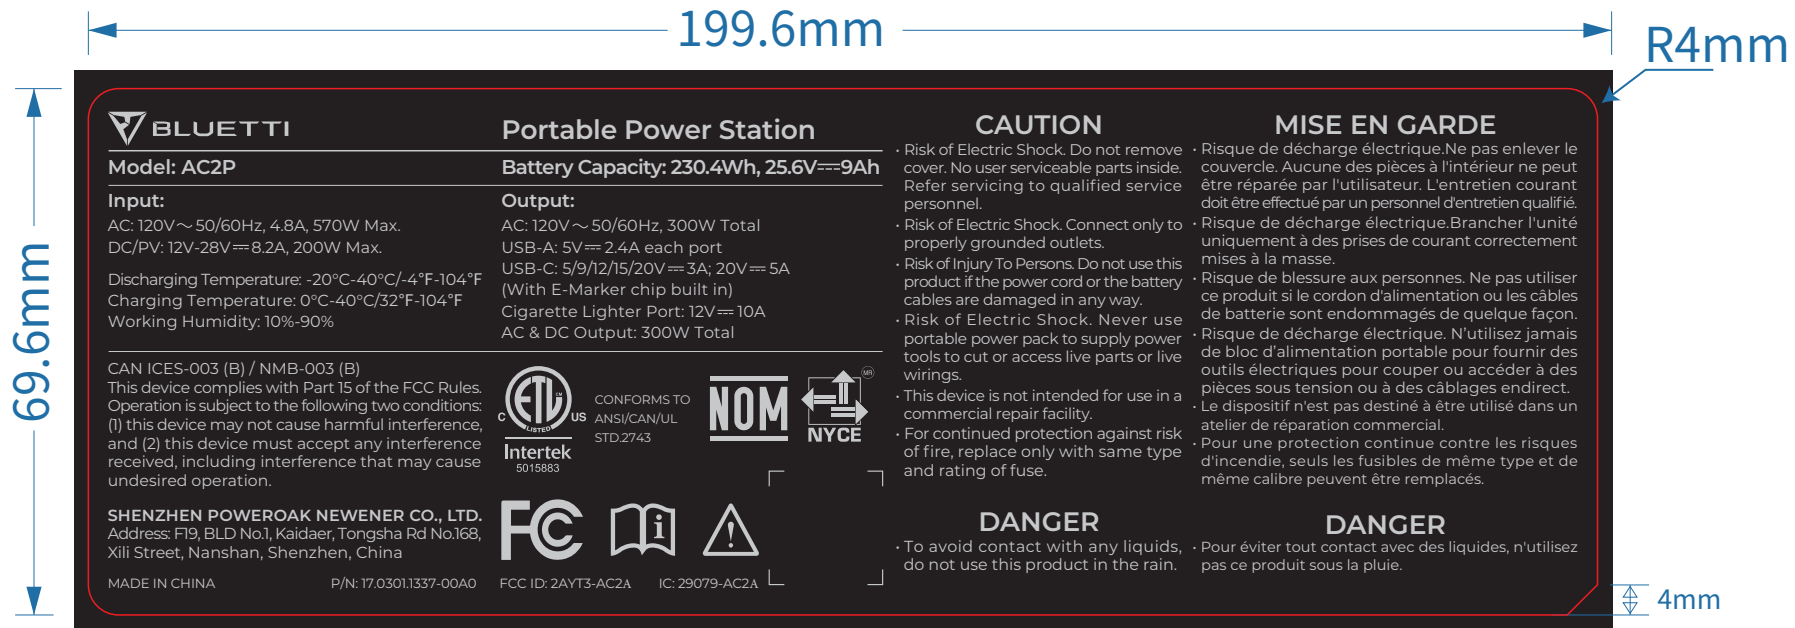 199.6mm
R4mm
69.6mm
BLUETTI
Portable Power Station
Model: AC2P
Battery Capacity: 230.4Wh, 25.6V⎓9Ah
Input:
AC: 120V～50/60Hz, 4.8A, 570W Max.
DC/PV: 12V-28V⎓8.2A, 200W Max.
Discharging Temperature: -20°C-40°C/-4°F-104°F
Charging Temperature: 0°C-40°C/32°F-104°F
Working Humidity: 10%-90%
Output:
AC: 120V～50/60Hz, 300W Total
USB-A: 5V⎓2.4A each port
USB-C: 5/9/12/15/20V⎓3A; 20V⎓5A
(With E-Marker chip built in)
Cigarette Lighter Port: 12V⎓10A
AC & DC Output: 300W Total
CAN ICES-003 (B) / NMB-003 (B)
This device complies with Part 15 of the FCC Rules.
Operation is subject to the following two conditions:
(1) this device may not cause harmful interference,
and (2) this device must accept any interference
received, including interference that may cause
undesired operation.
SHENZHEN POWEROAK NEWENER CO., LTD.
Address: F19, BLD No.1, Kaidaer, Tongsha Rd No.168,
Xili Street, Nanshan, Shenzhen, China
MADE IN CHINA
P/N: 17.0301.1337-00A0
ETL
CM
LISTED
C
US
Intertek
5015883
CONFORMS TO
ANSI/CAN/UL
STD.2743
NOM
MR
NYCE
FC
i
!
FCC ID: 2AYT3-AC2A
IC: 29079-AC2A
CAUTION
· Risk of Electric Shock. Do not remove
cover. No user serviceable parts inside.
Refer servicing to qualified service
personnel.
· Risk of Electric Shock. Connect only to
properly grounded outlets.
· Risk of Injury To Persons. Do not use this
product if the power cord or the battery
cables are damaged in any way.
· Risk of Electric Shock. Never use
portable power pack to supply power
tools to cut or access live parts or live
wirings.
· This device is not intended for use in a
commercial repair facility.
· For continued protection against risk
of fire, replace only with same type
and rating of fuse.
DANGER
· To avoid contact with any liquids,
do not use this product in the rain.
MISE EN GARDE
· Risque de décharge électrique.Ne pas enlever le
couvercle. Aucune des pièces à l'intérieur ne peut
être réparée par l'utilisateur. L'entretien courant
doit être effectué par un personnel d'entretien qualifié.
· Risque de décharge électrique.Brancher l'unité
uniquement à des prises de courant correctement
mises à la masse.
· Risque de blessure aux personnes. Ne pas utiliser
ce produit si le cordon d'alimentation ou les câbles
de batterie sont endommagés de quelque façon.
· Risque de décharge électrique. N'utilisez jamais
de bloc d'alimentation portable pour fournir des
outils électriques pour couper ou accéder à des
pièces sous tension ou à des câblages endirect.
· Le dispositif n'est pas destiné à être utilisé dans un
atelier de réparation commercial.
· Pour une protection continue contre les risques
d'incendie, seuls les fusibles de même type et de
même calibre peuvent être remplacés.
DANGER
· Pour éviter tout contact avec des liquides, n'utilisez
pas ce produit sous la pluie.
4mm